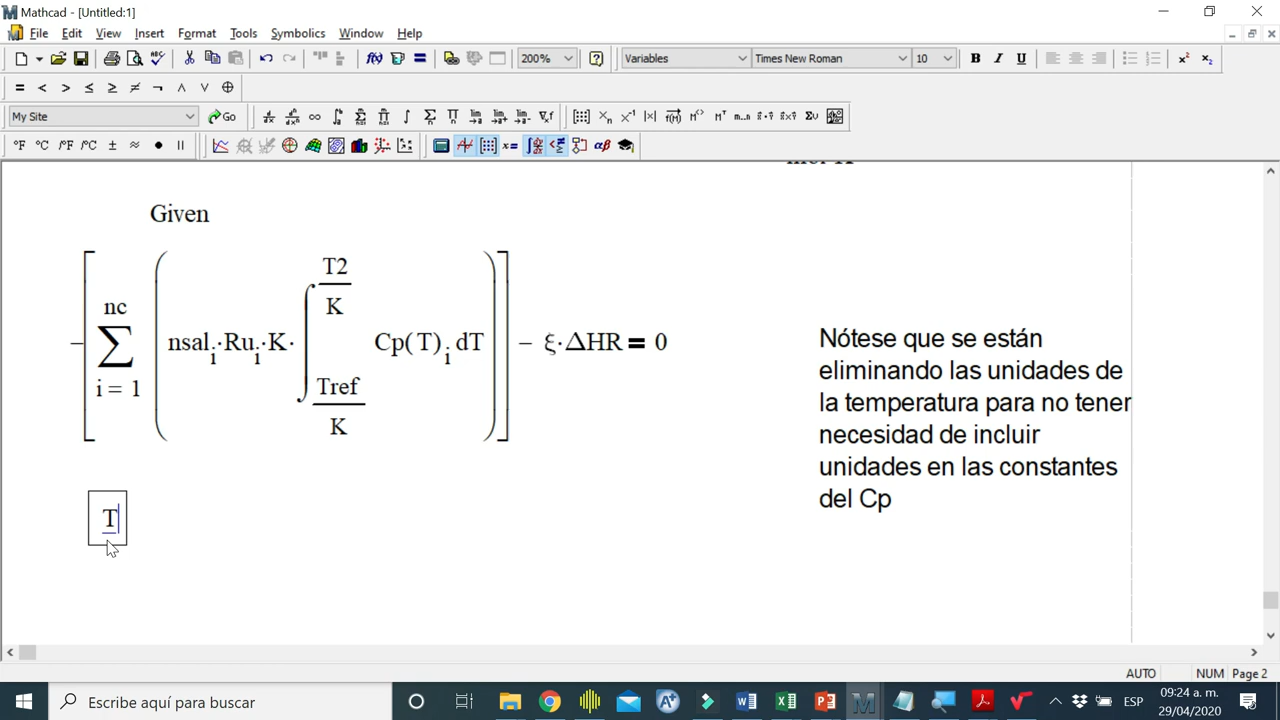 Mathcad - [Untitled:1]
File Edit View Insert Format Tools Symbolics Window Help
200% Variables Times New Roman 10 B I U
My Site Go
Given
nc
∑
i = 1
nsal i · Ru i · K ·
T2
K
∫
Tref
K
Cp( T ) i dT
− ξ · ΔHR = 0
Nótese que se están
eliminando las unidades de
la temperatura para no tener
necesidad de incluir
unidades en las constantes
del Cp
T
AUTO NUM Page 2
Escribe aquí para buscar
ESP
09:24 a. m.
29/04/2020